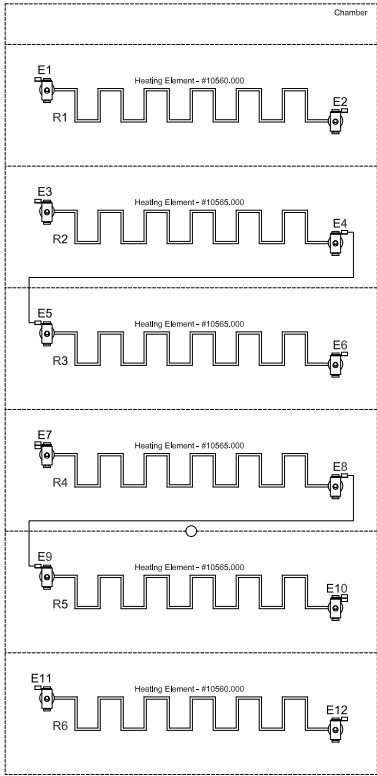 Chamber
E1
Heating Element - #10560.000
E2
R1
E3
Heating Element - #10565.000
E4
R2
E5
Heating Element - #10565.000
E6
R3
E7
Heating Element - #10565.000
E8
R4
E9
Heating Element - #10565.000
E10
R5
E11
Heating Element - #10560.000
E12
R6